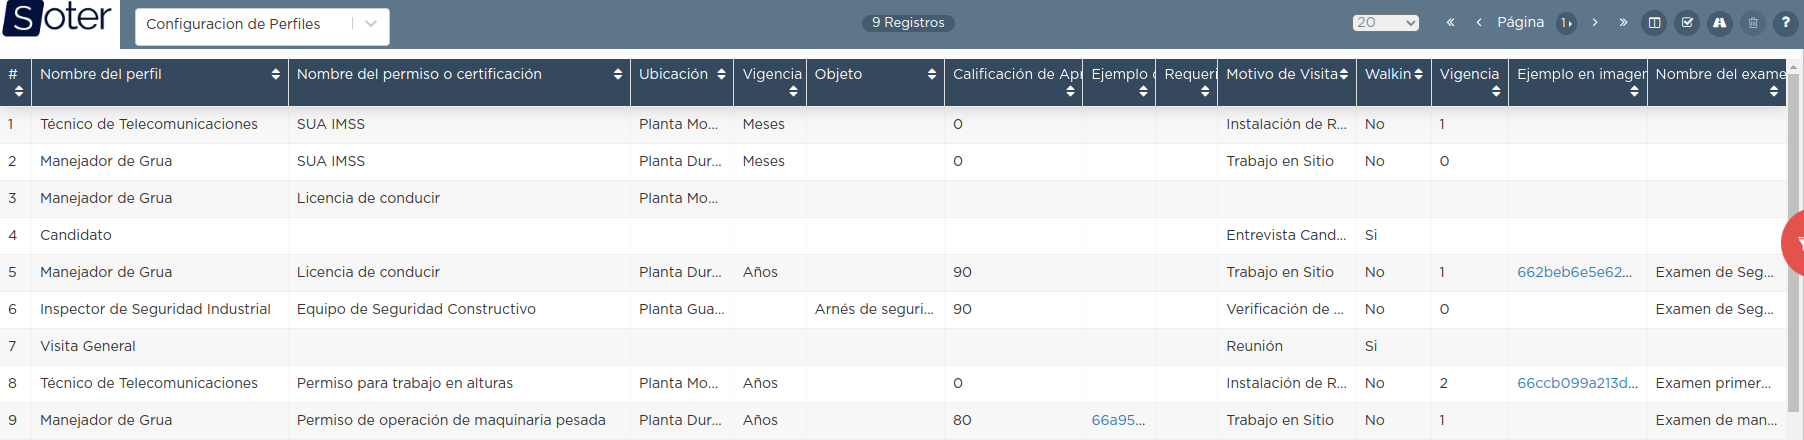 Soter
Configuracion de Perfiles
9 Registros
20
« ‹ Página 1 › »
?
# Nombre del perfil Nombre del permiso o certificación Ubicación Vigencia Objeto Calificación de Apr Ejemplo Requeri Motivo de Visita Walkin Vigencia Ejemplo en imager Nombre del exame
1 Técnico de Telecomunicaciones SUA IMSS Planta Mo... Meses 0 Instalación de R... No 1
2 Manejador de Grua SUA IMSS Planta Dur... Meses 0 Trabajo en Sitio No 0
3 Manejador de Grua Licencia de conducir Planta Mo...
4 Candidato Entrevista Cand... Si
5 Manejador de Grua Licencia de conducir Planta Dur... Años 90 Trabajo en Sitio No 1 662beb6e5e62... Examen de Seg...
6 Inspector de Seguridad Industrial Equipo de Seguridad Constructivo Planta Gua... Arnés de seguri... 90 Verificación de ... No 0 Examen de Seg...
7 Visita General Reunión Si
8 Técnico de Telecomunicaciones Permiso para trabajo en alturas Planta Mo... Años 0 Instalación de R... No 2 66ccb099a213d... Examen primer...
9 Manejador de Grua Permiso de operación de maquinaria pesada Planta Dur... Años 80 66a95... Trabajo en Sitio No 1 Examen de man...